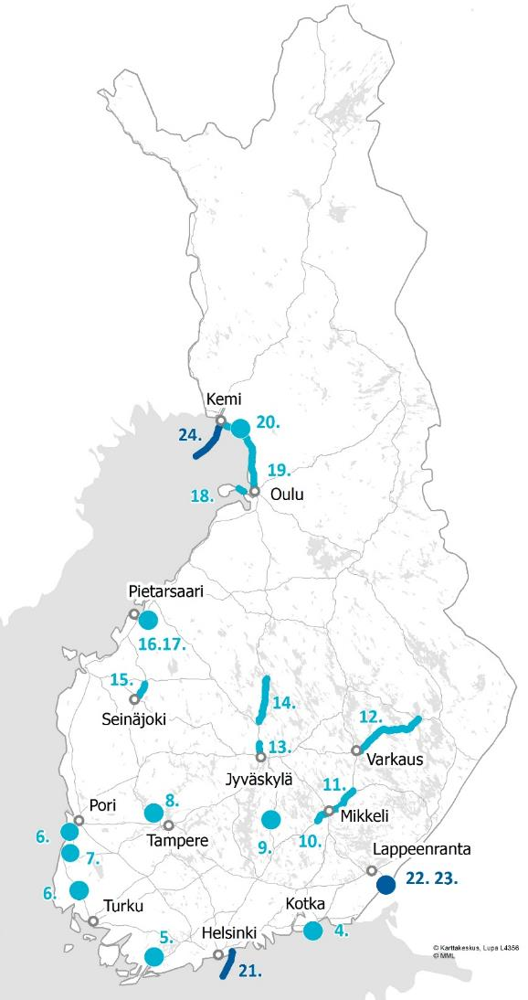 Kemi
20.
24.
19.
18.
Oulu
Pietarsaari
16.17.
15.
14.
Seinäjoki
12.
13.
Varkaus
Jyväskylä
11.
8.
Pori
Mikkeli
6.
Tampere
10.
9.
7.
Lappeenranta
22. 23.
6.
Turku
Kotka
5.
Helsinki
4.
21.
© Karttakeskus, Lupa L4356
© MML